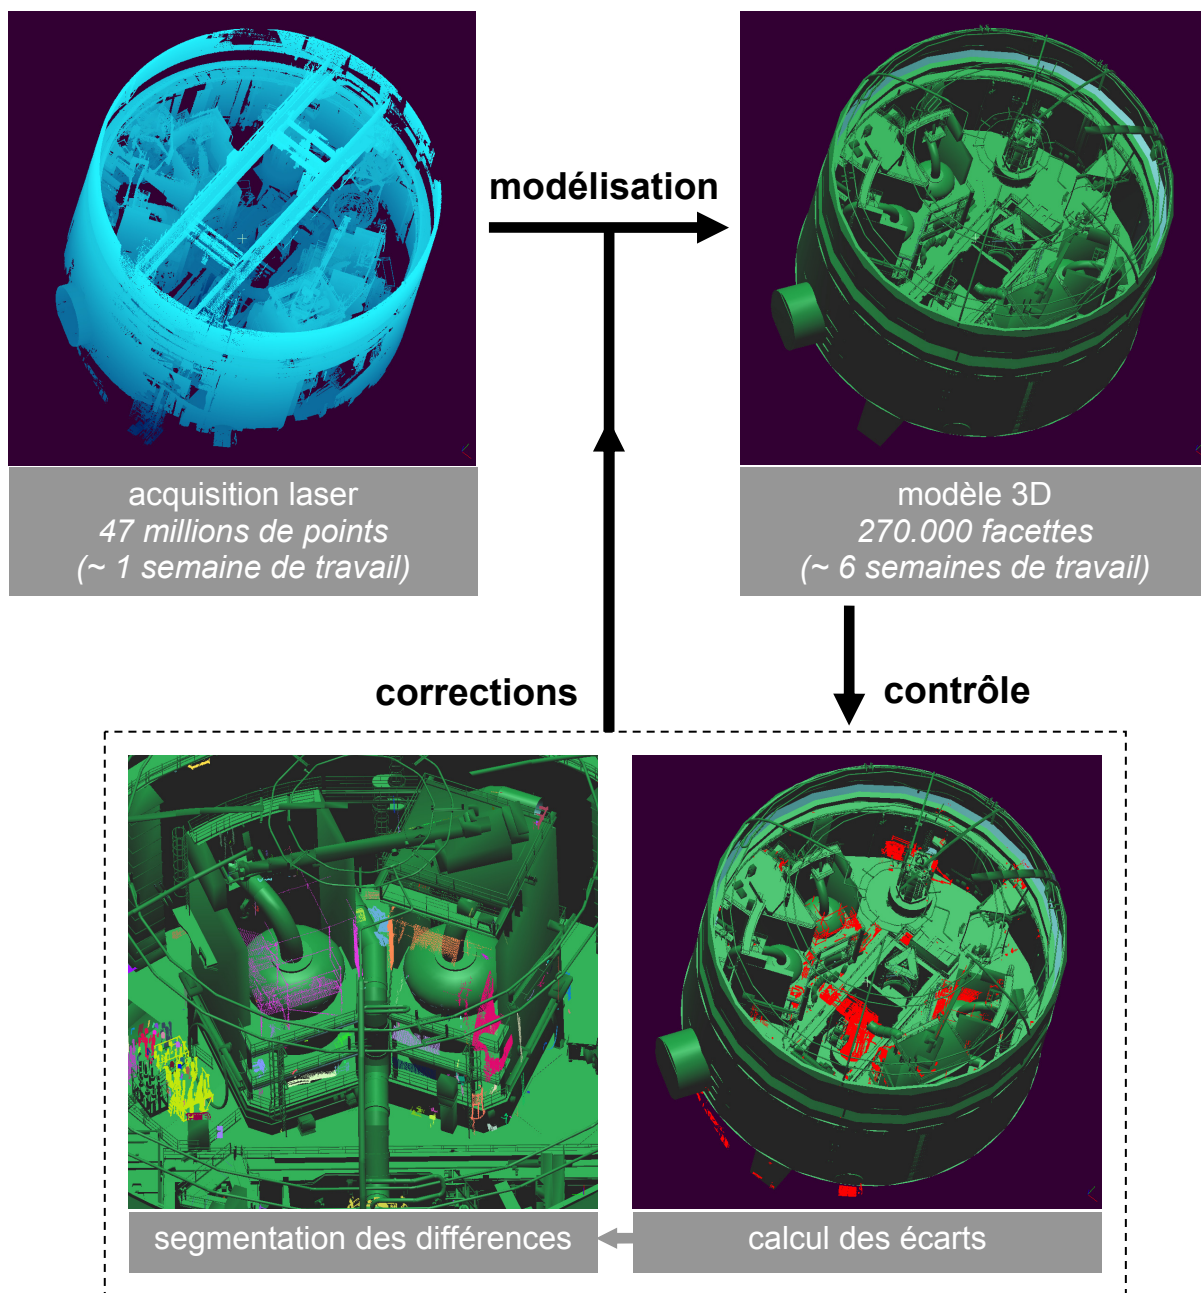 modélisation
acquisition laser
47 millions de points
(~ 1 semaine de travail)
modèle 3D
270.000 facettes
(~ 6 semaines de travail)
corrections
contrôle
segmentation des différences
calcul des écarts